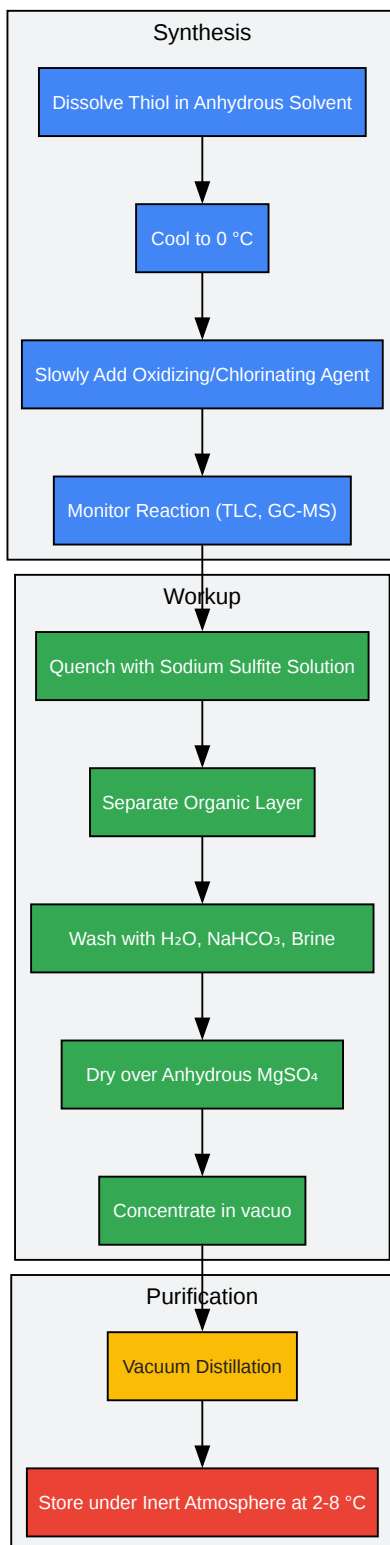 Synthesis
Dissolve Thiol in Anhydrous Solvent
Cool to 0 °C
Slowly Add Oxidizing/Chlorinating Agent
Monitor Reaction (TLC, GC-MS)
Workup
Quench with Sodium Sulfite Solution
Separate Organic Layer
Wash with H₂O, NaHCO₃, Brine
Dry over Anhydrous MgSO₄
Concentrate in vacuo
Purification
Vacuum Distillation
Store under Inert Atmosphere at 2-8 °C